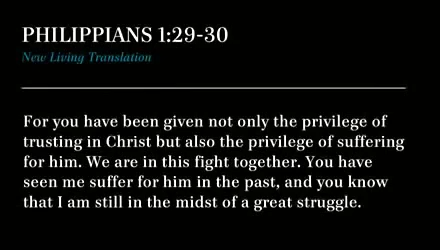 PHILIPPIANS 1:29-30
New Living Translation
For you have been given not only the privilege of
trusting in Christ but also the privilege of suffering
for him. We are in this fight together. You have
seen me suffer for him in the past, and you know
that I am still in the midst of a great struggle.